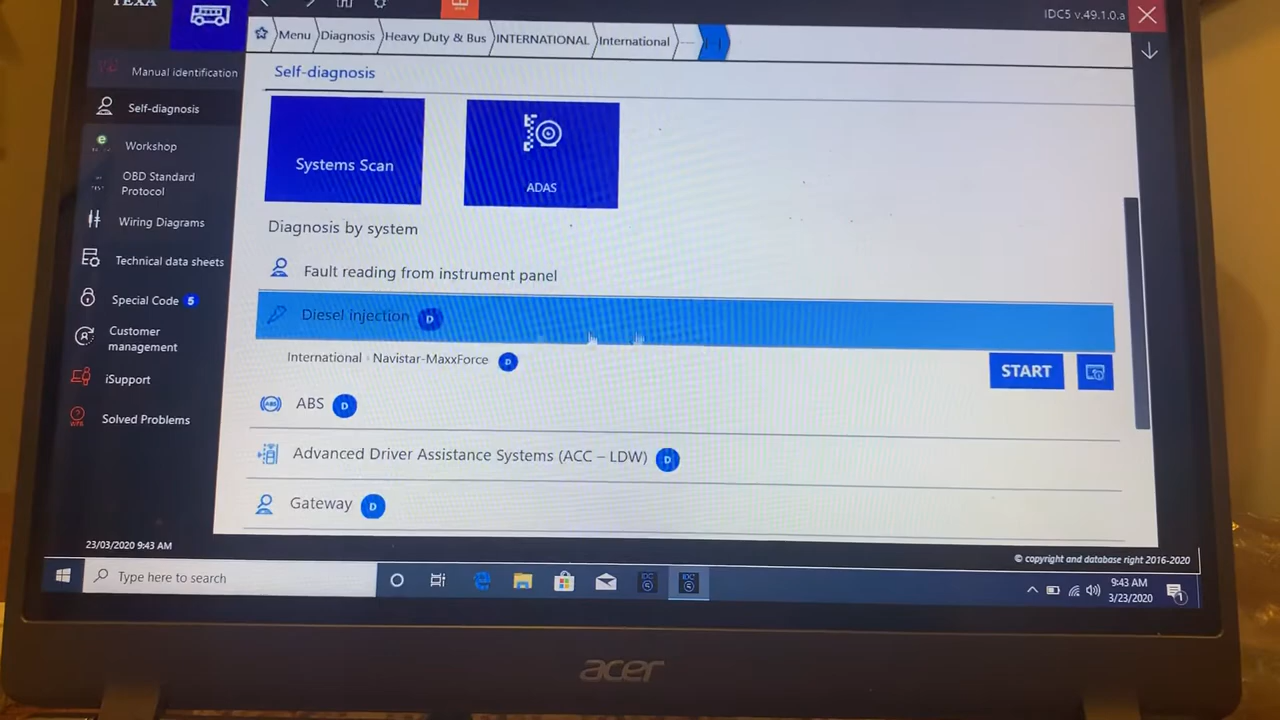 TEXA
IDC5 v.49.1.0.a
Menu Diagnosis Heavy Duty & Bus INTERNATIONAL International ---- [-]
Manual identification
Self-diagnosis
Workshop
OBD Standard
Protocol
Wiring Diagrams
Technical data sheets
Special Code 5
Customer
management
iSupport
Solved Problems
23/03/2020 9:43 AM
Self-diagnosis
Systems Scan
ADAS
Diagnosis by system
Fault reading from instrument panel
Diesel injection D
International - Navistar-MaxxForce D
START
ABS ABS D
Advanced Driver Assistance Systems (ACC – LDW) D
Gateway D
© copyright and database right 2016-2020
Type here to search
9:43 AM
3/23/2020
1
acer